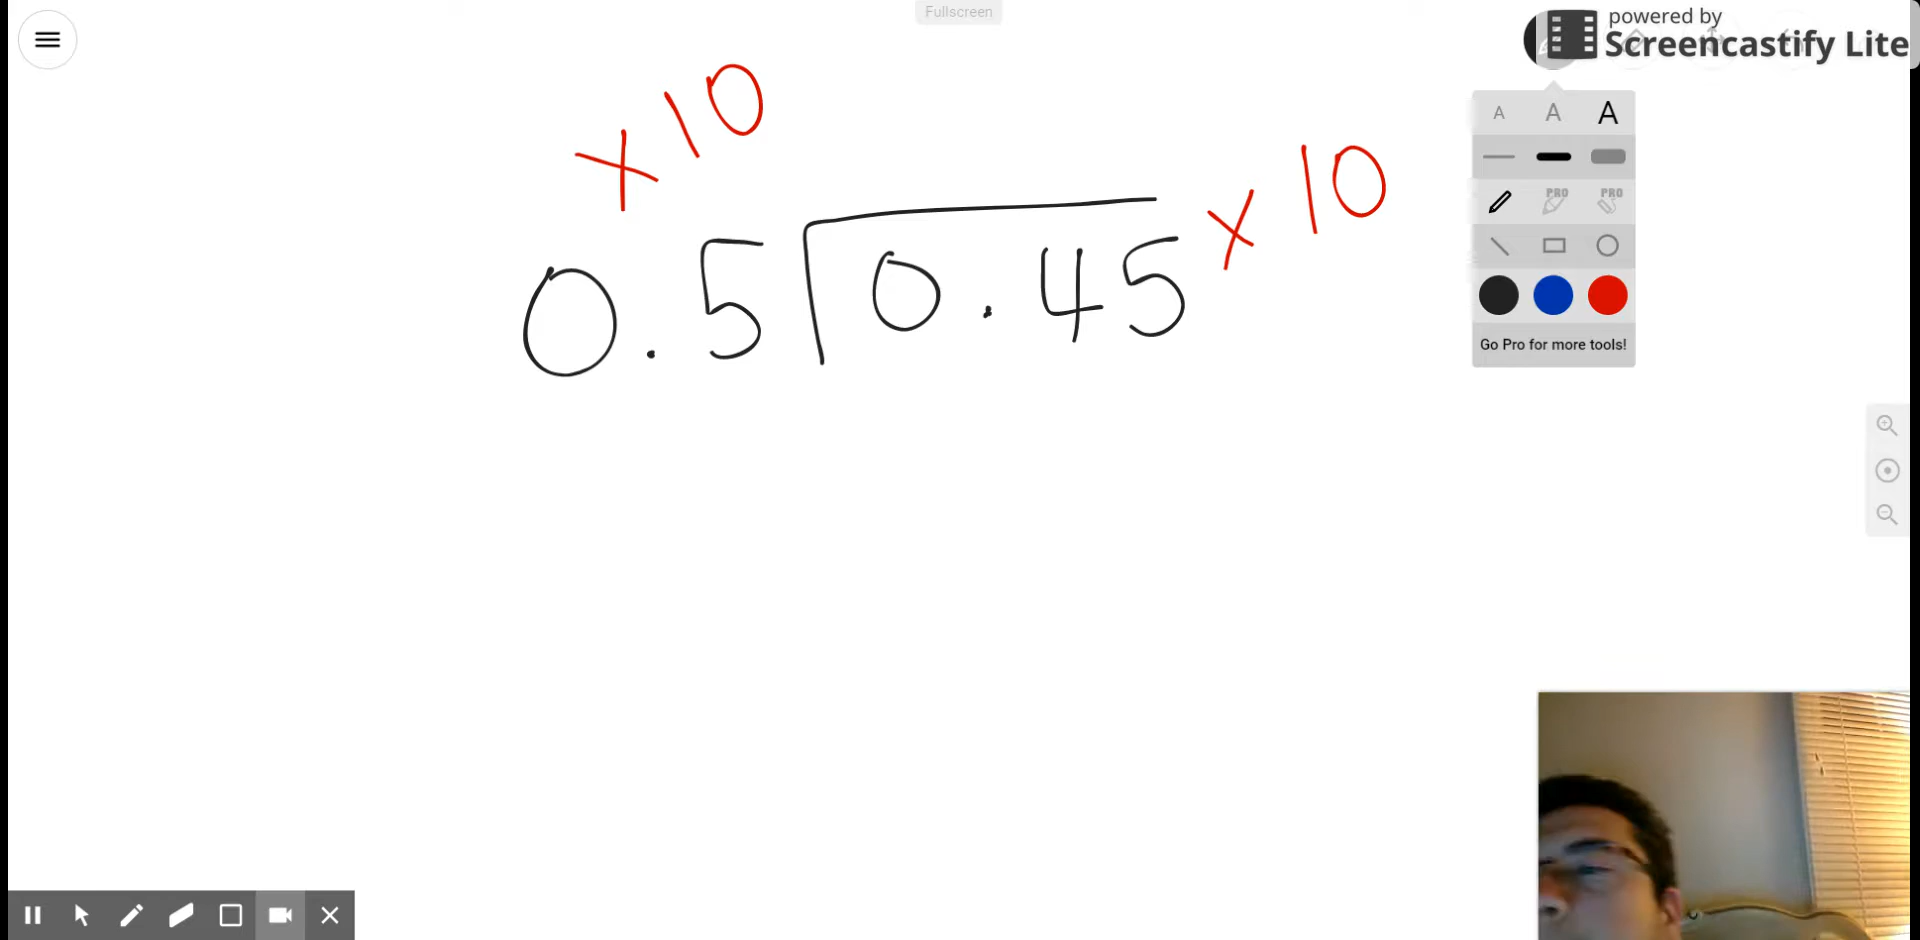 Fullscreen
powered by
Screencastify Lite
x10
x10
0.5 0.45
A A A
PRO PRO
Go Pro for more tools!